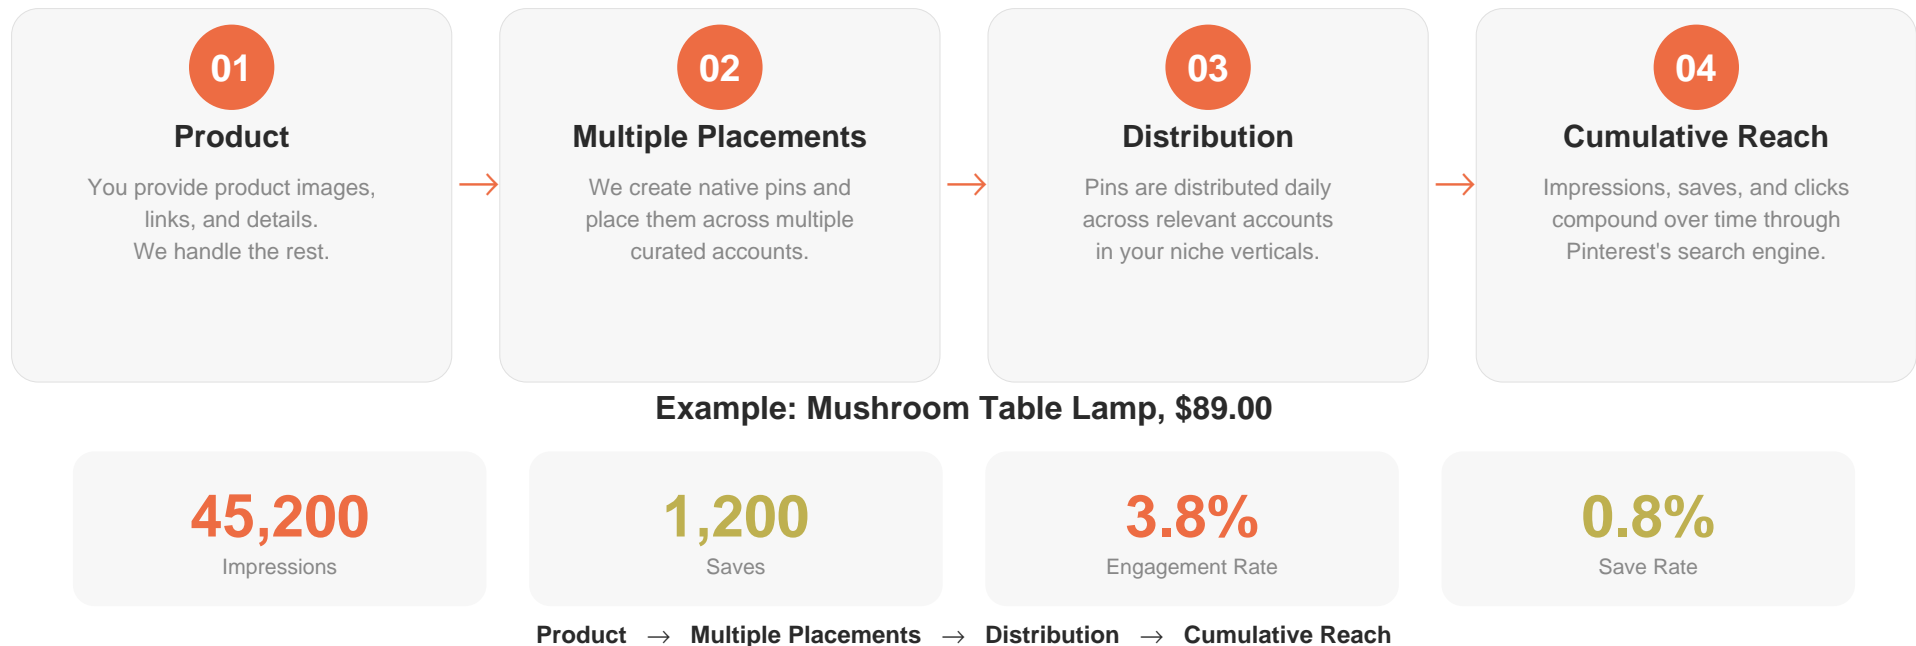 01
Product
You provide product images,
links, and details.
We handle the rest.
02
Multiple Placements
We create native pins and
place them across multiple
curated accounts.
03
Distribution
Pins are distributed daily
across relevant accounts
in your niche verticals.
04
Cumulative Reach
Impressions, saves, and clicks
compound over time through
Pinterest's search engine.
Example: Mushroom Table Lamp, $89.00
45,200
Impressions
1,200
Saves
3.8%
Engagement Rate
0.8%
Save Rate
Product → Multiple Placements → Distribution → Cumulative Reach